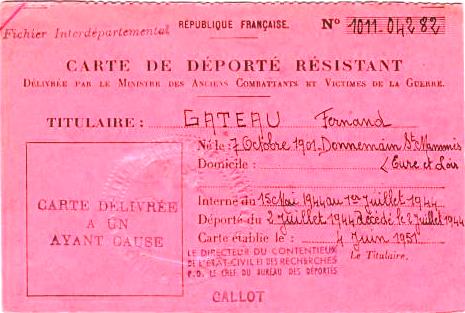 Fichier Interdépartemental
RÉPUBLIQUE FRANÇAISE.
N° 1011.04282
CARTE DE DÉPORTÉ RÉSISTANT
DÉLIVRÉE PAR LE MINISTRE DES ANCIENS COMBATTANTS ET VICTIMES DE LA GUERRE.
TITULAIRE : GATEAU Fernand
Né le : 7 Octobre 1901, Donnemain St Mammès
Domicile : (Eure et Loir
Interné du 15 Mai 1944 au 1er Juillet 1944
Déporté du 2 Juillet 1944 décédé le 2 Juillet 1944
Carte établie le : 4 Juin 1951
CARTE DÉLIVRÉE
A UN
AYANT CAUSE
LE DIRECTEUR DU CONTENTIEUX
DE L'ÉTAT-CIVIL ET DES RECHERCHES
P.O. LE CHEF DU BUREAU DES DÉPORTÉS
Le Titulaire.
CALLOT